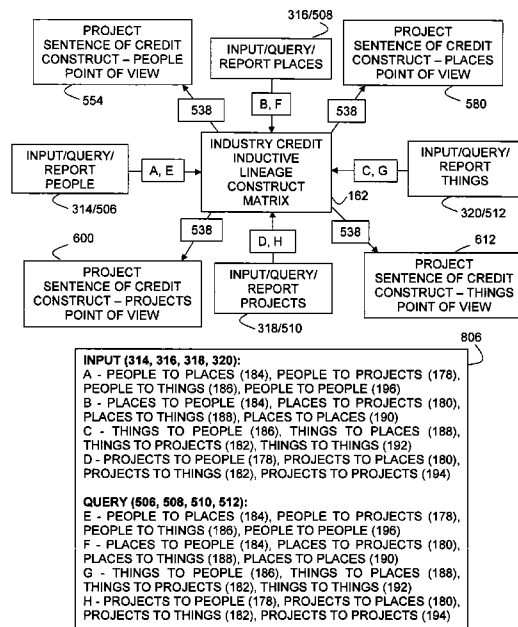 316/508
PROJECT
SENTENCE OF CREDIT
CONSTRUCT – PEOPLE
POINT OF VIEW
INPUT/QUERY/
REPORT PLACES
PROJECT
SENTENCE OF CREDIT
CONSTRUCT – PLACES
POINT OF VIEW
554
538
B, F
538
580
INPUT/QUERY/
REPORT
PEOPLE
A, E
INDUSTRY CREDIT
INDUCTIVE
LINEAGE
CONSTRUCT
MATRIX
C, G
INPUT/QUERY/
REPORT
THINGS
314/506
162
320/512
600
538
D, H
538
612
PROJECT
SENTENCE OF CREDIT
CONSTRUCT – PROJECTS
POINT OF VIEW
INPUT/QUERY/
REPORT
PROJECTS
PROJECT
SENTENCE OF CREDIT
CONSTRUCT – THINGS
POINT OF VIEW
318/510
806
INPUT (314, 316, 318, 320):
A - PEOPLE TO PLACES (184), PEOPLE TO PROJECTS (178),
PEOPLE TO THINGS (186), PEOPLE TO PEOPLE (196)
B - PLACES TO PEOPLE (184), PLACES TO PROJECTS (180),
PLACES TO THINGS (188), PLACES TO PLACES (190)
C - THINGS TO PEOPLE (186), THINGS TO PLACES (188),
THINGS TO PROJECTS (182), THINGS TO THINGS (192)
D - PROJECTS TO PEOPLE (178), PROJECTS TO PLACES (180),
PROJECTS TO THINGS (182), PROJECTS TO PROJECTS (194)
QUERY (506, 508, 510, 512):
E - PEOPLE TO PLACES (184), PEOPLE TO PROJECTS (178),
PEOPLE TO THINGS (186), PEOPLE TO PEOPLE (196)
F - PLACES TO PEOPLE (184), PLACES TO PROJECTS (180),
PLACES TO THINGS (188), PLACES TO PLACES (190)
G - THINGS TO PEOPLE (186), THINGS TO PLACES (188),
THINGS TO PROJECTS (182), THINGS TO THINGS (192)
H - PROJECTS TO PEOPLE (178), PROJECTS TO PLACES (180),
PROJECTS TO THINGS (182), PROJECTS TO PROJECTS (194)